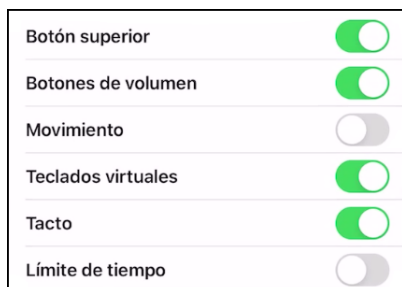 Botón superior
Botones de volumen
Movimiento
Teclados virtuales
Tacto
Límite de tiempo